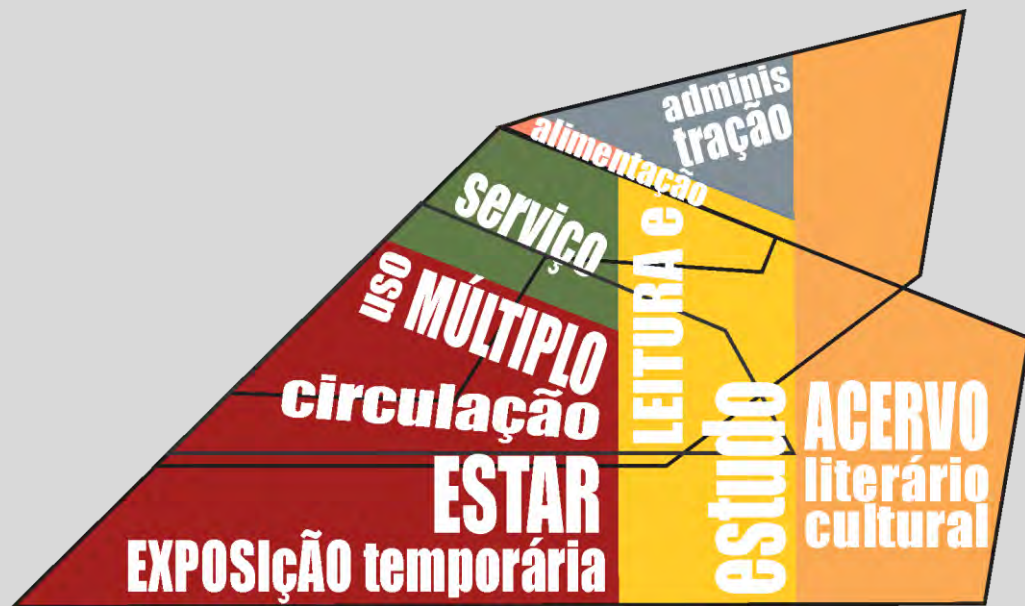 adminis
tração
alimentação
serviço
uso
MÚLTIPLO
circulação
ESTAR
EXPOSIçÃO temporária
LEITURA e
estudo
ACERVO
literário
cultural